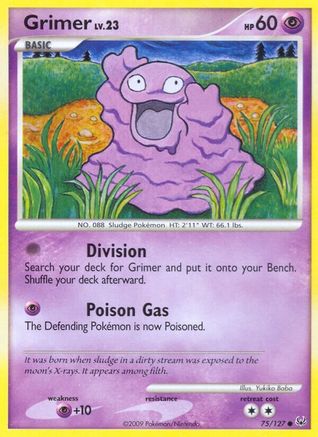 Grimer LV.23 HP 60
BASIC
NO. 088 Sludge Pokémon HT: 2'11" WT: 66.1 lbs.
Division
Search your deck for Grimer and put it onto your Bench.
Shuffle your deck afterward.
Poison Gas
The Defending Pokémon is now Poisoned.
It was born when sludge in a dirty stream was exposed to the
moon's X-rays. It appears among filth.
Illus. Yukiko Baba
weakness resistance retreat cost
+10
75/127
©2009 Pokémon/Nintendo